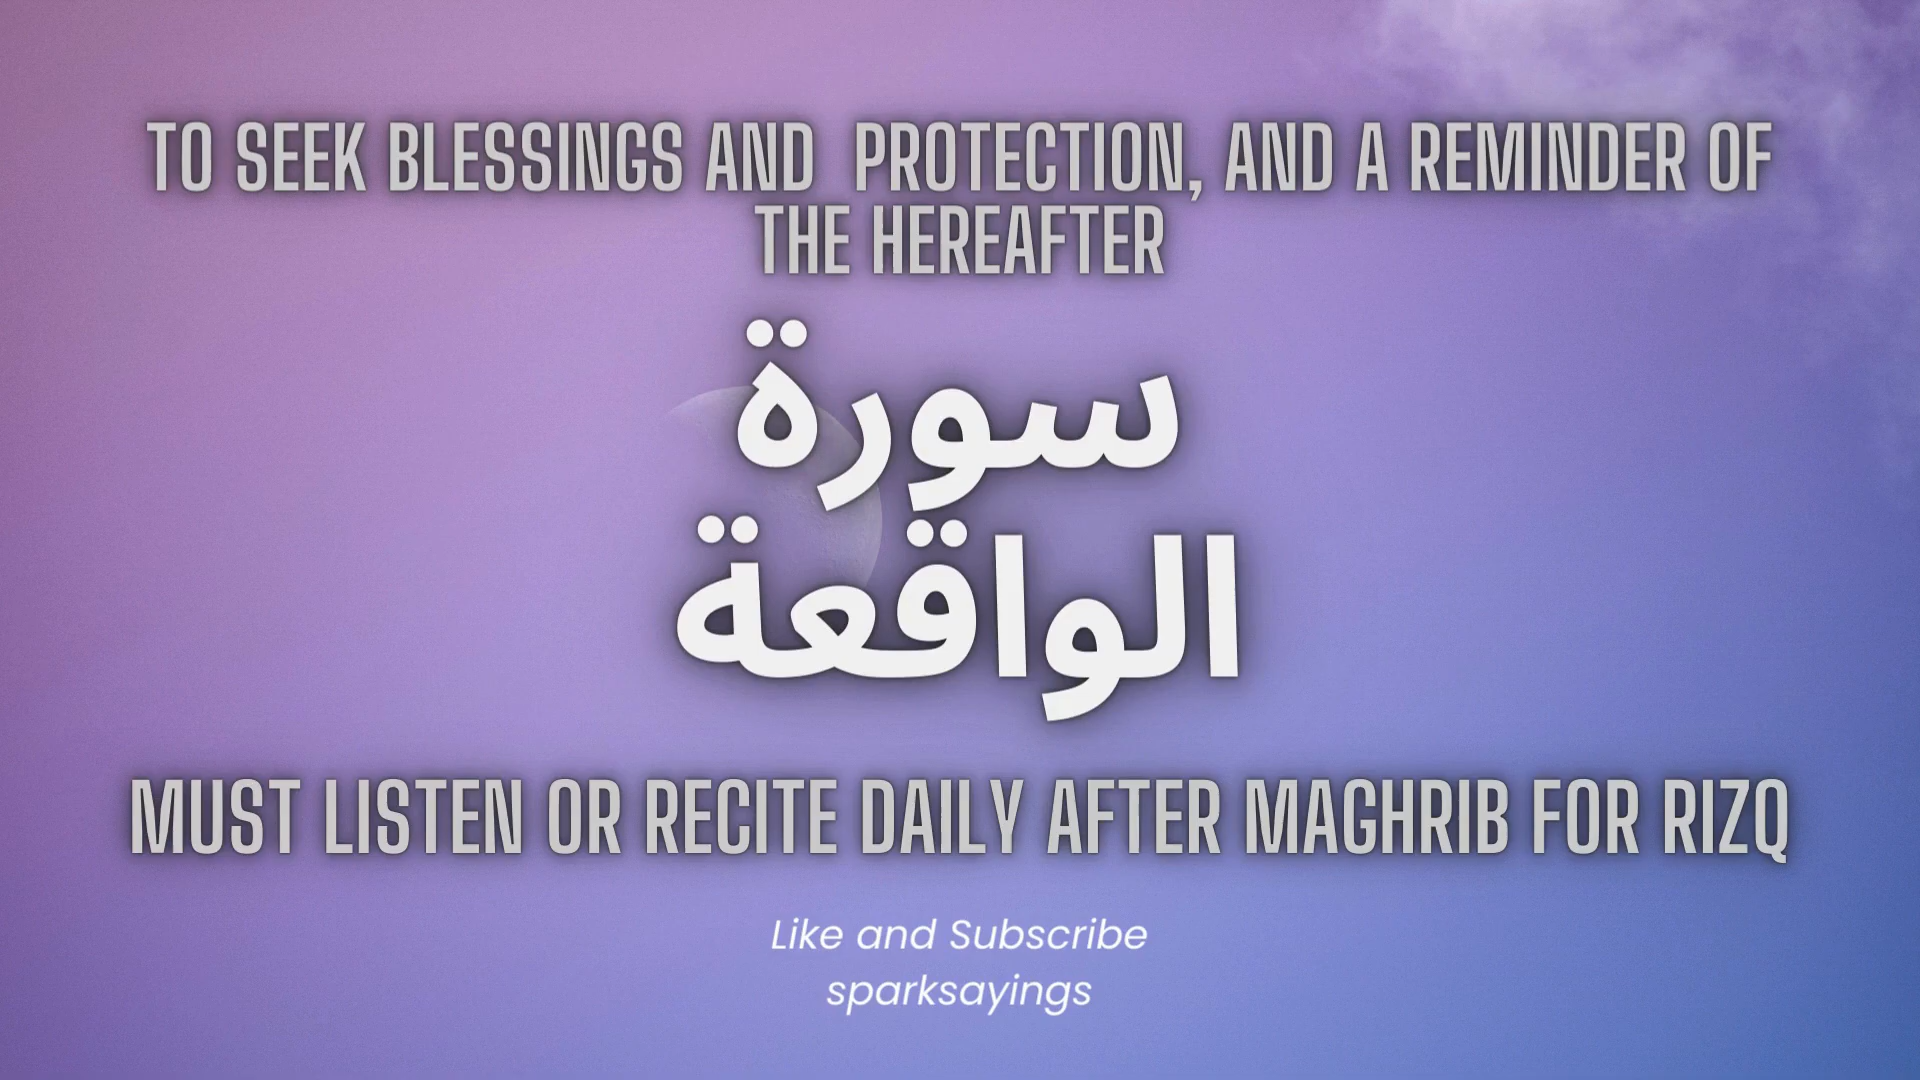 TO SEEK BLESSINGS AND  PROTECTION, AND A REMINDER OF
THE HEREAFTER
سورة
الواقعة
MUST LISTEN OR RECITE DAILY AFTER MAGHRIB FOR RIZQ
Like and Subscribe
sparksayings